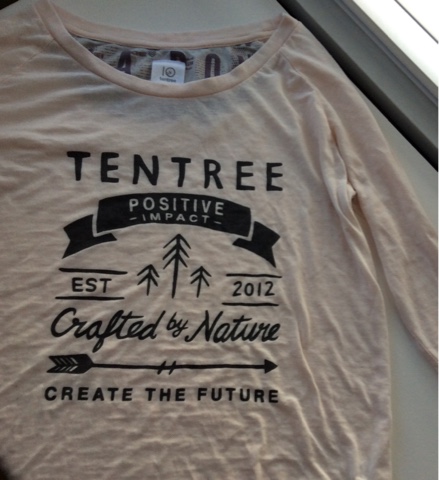 TENTREE
POSITIVE
-IMPACT-
EST 2012
Crafted by Nature
CREATE THE FUTURE